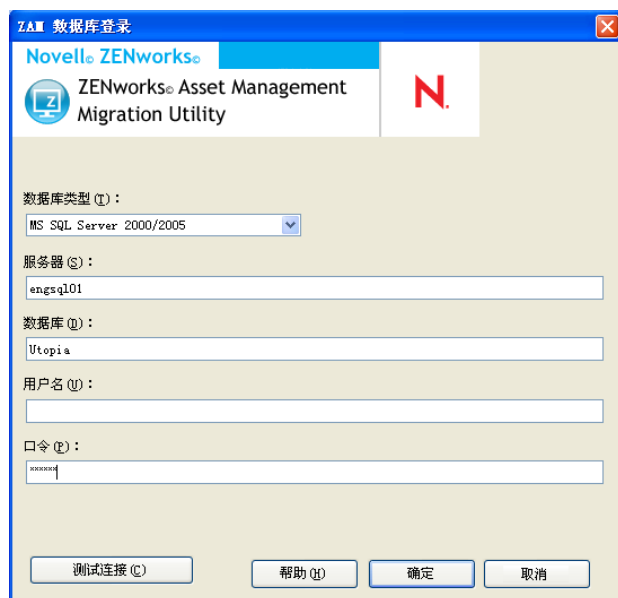 ZAM 数据库登录
Novell® ZENworks®
ZENworks® Asset Management
Migration Utility
N.
数据库类型(T)：
MS SQL Server 2000/2005
服务器(S)：
engsql01
数据库(D)：
Utopia
用户名(U)：
口令(P)：
******
测试连接(C)
帮助(H)
确定
取消